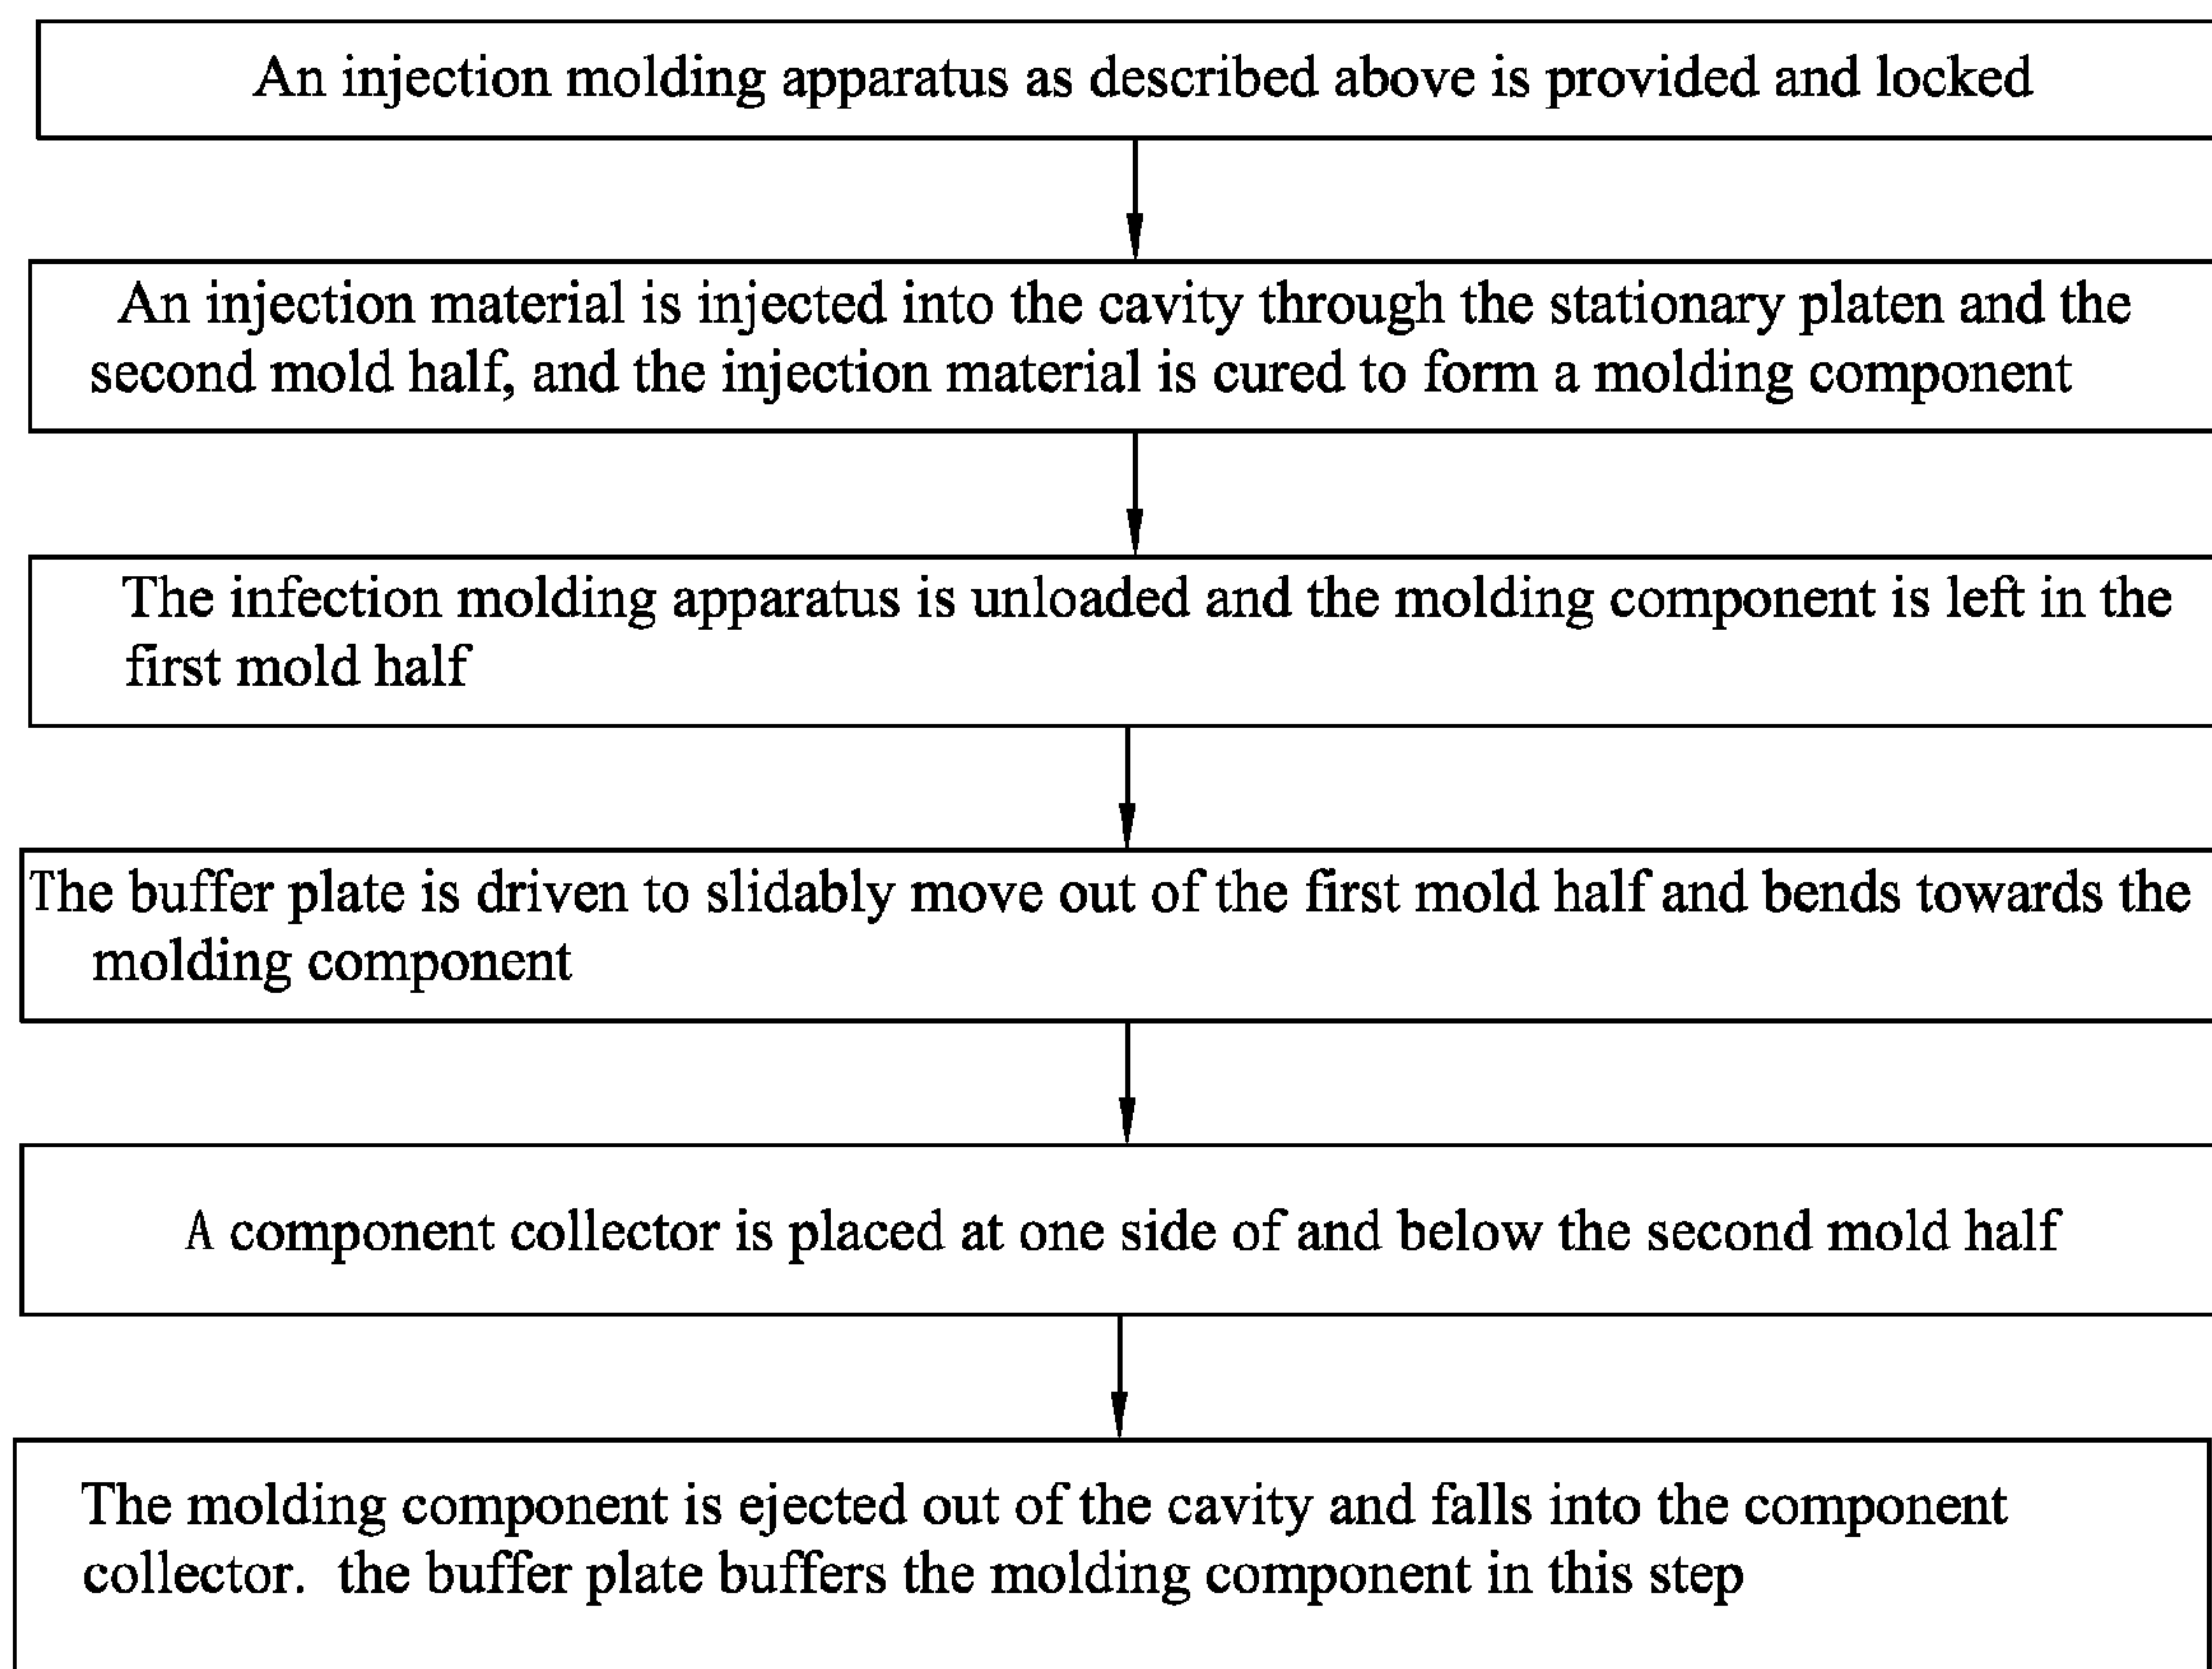 An injection molding apparatus as described above is provided and locked
An injection material is injected into the cavity through the stationary platen and the
second mold half, and the injection material is cured to form a molding component
The infection molding apparatus is unloaded and the molding component is left in the
first mold half
The buffer plate is driven to slidably move out of the first mold half and bends towards the
molding component
A component collector is placed at one side of and below the second mold half
The molding component is ejected out of the cavity and falls into the component
collector. the buffer plate buffers the molding component in this step